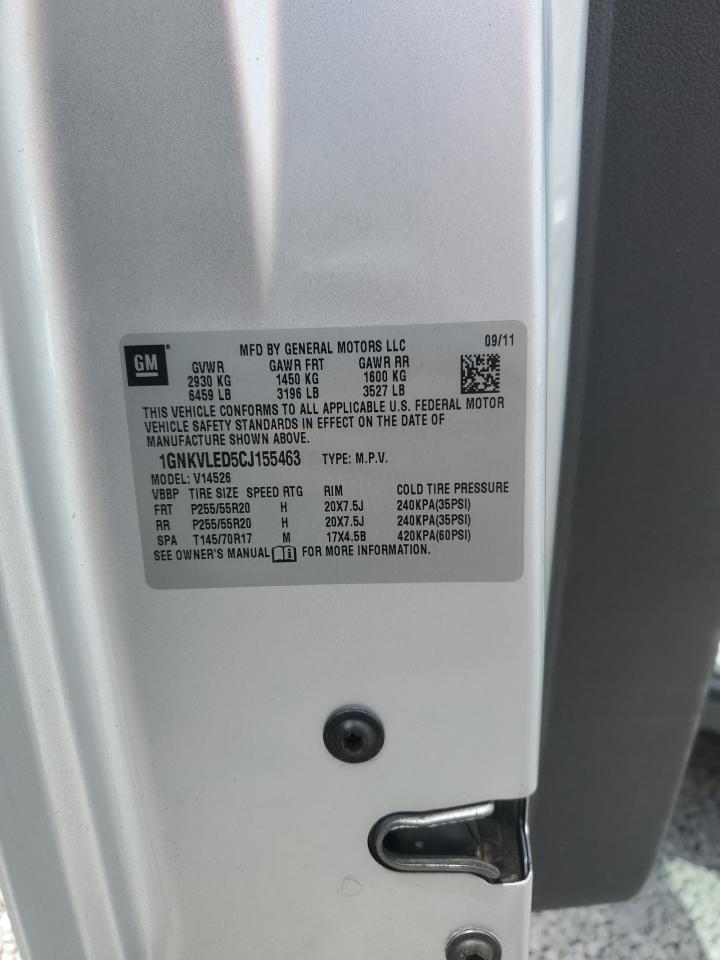 GM
MFD BY GENERAL MOTORS LLC 09/11
GVWR GAWR FRT GAWR RR
2930 KG 1450 KG 1600 KG
6459 LB 3196 LB 3527 LB
THIS VEHICLE CONFORMS TO ALL APPLICABLE U.S. FEDERAL MOTOR
VEHICLE SAFETY STANDARDS IN EFFECT ON THE DATE OF
MANUFACTURE SHOWN ABOVE.
1GNKVLED5CJ155463 TYPE: M.P.V.
MODEL: V14526
VBBP TIRE SIZE SPEED RTG RIM COLD TIRE PRESSURE
FRT P255/55R20 H 20X7.5J 240KPA(35PSI)
RR P255/55R20 H 20X7.5J 240KPA(35PSI)
SPA T145/70R17 M 17X4.5B 420KPA(60PSI)
SEE OWNER'S MANUAL FOR MORE INFORMATION.